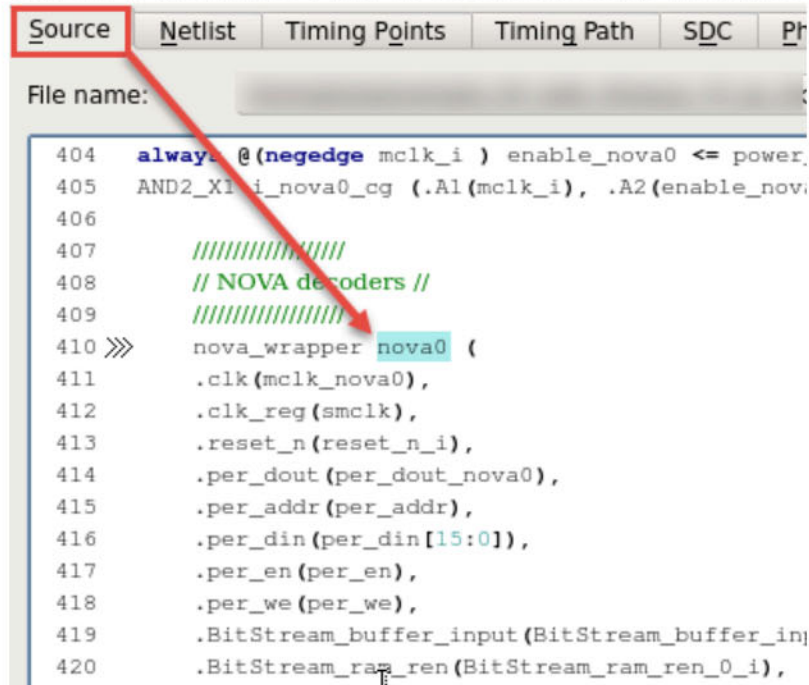 Source Netlist Timing Points Timing Path SDC Ph
File name:
404 always @(negedge mclk_i ) enable_nova0 <= power_
405 AND2_X1 i_nova0_cg (.A1(mclk_i), .A2(enable_nova
406
407 ///////////////////
408 // NOVA decoders //
409 ///////////////////
410 nova_wrapper nova0 (
411 .clk(mclk_nova0),
412 .clk_reg(smclk),
413 .reset_n(reset_n_i),
414 .per_dout(per_dout_nova0),
415 .per_addr(per_addr),
416 .per_din(per_din[15:0]),
417 .per_en(per_en),
418 .per_we(per_we),
419 .BitStream_buffer_input(BitStream_buffer_inp
420 .BitStream_ram_ren(BitStream_ram_ren_0_i),